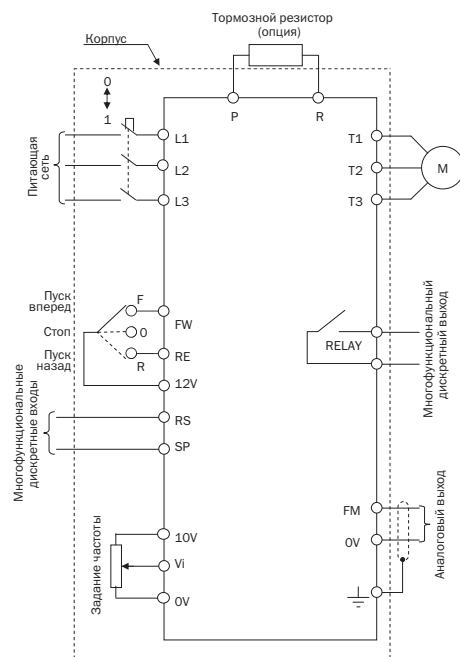 Тормозной резистор
(опция)
Корпус
P
R
0
1
L1
L2
L3
Питающая
сеть
T1
T2
T3
M
Пуск
вперед
F
Стоп
0
Пуск
назад
R
FW
RE
12V
RELAY
Многофункциональный
дискретный выход
Многофункциональные
дискретные входы
RS
SP
Задание частоты
10V
Vi
0V
FM
0V
Аналоговый выход